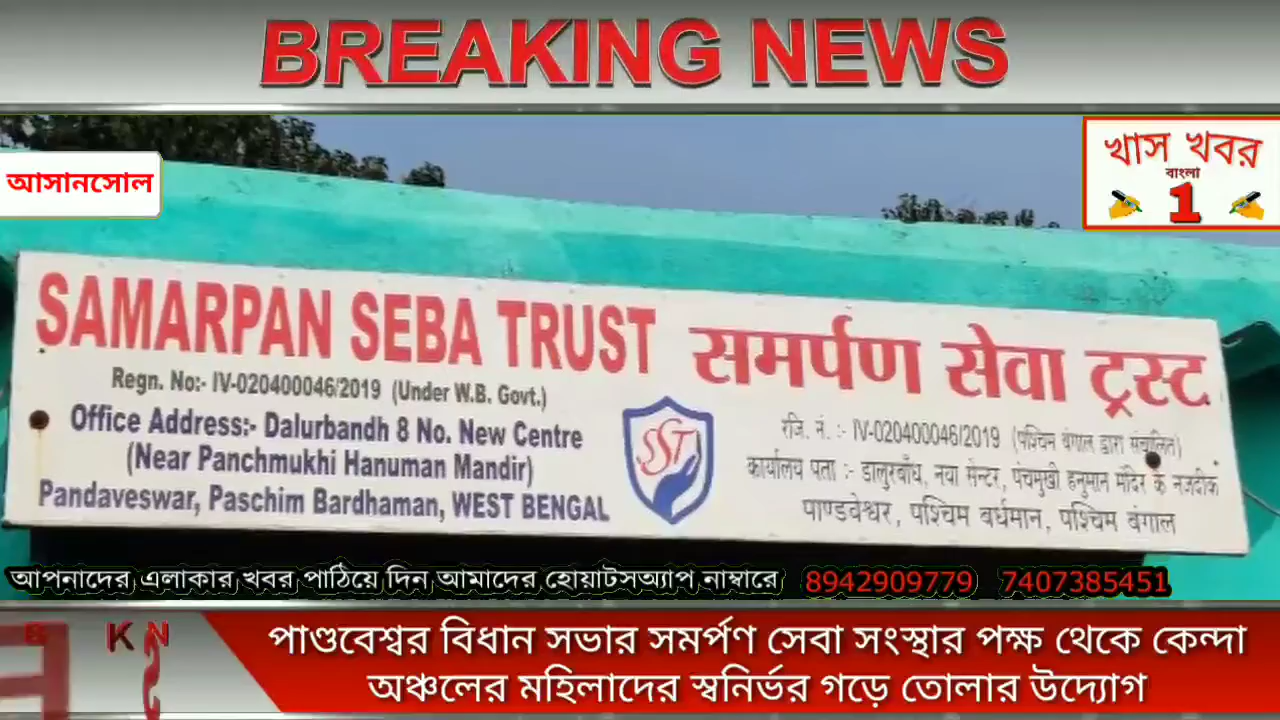 BREAKING NEWS
আসানসোল
খাস খবর
বাংলা
1
SAMARPAN SEBA TRUST
Regn. No:- IV-020400046/2019 (Under W.B. Govt.)
Office Address:- Dalurbandh 8 No. New Centre
(Near Panchmukhi Hanuman Mandir)
Pandaveswar, Paschim Bardhaman, WEST BENGAL
SST
समर्पण सेवा ट्रस्ट
रजि. नं. :- IV-020400046/2019 (पश्चिन बंगाल द्वारा संचालित)
कार्यालय पता :- डालुरबाँध, नया सेन्टर, पंचमुखी हनुमान मंदिर के नजदीक
पाण्डवेश्वर, पश्चिम बर्धमान, पश्चिम बंगाल
আপনাদের এলাকার খবর পাঠিয়ে দিন আমাদের হোয়াটসঅ্যাপ নাম্বারে 8942909779 7407385451
পাণ্ডবেশ্বর বিধান সভার সমর্পণ সেবা সংস্থার পক্ষ থেকে কেন্দা
অঞ্চলের মহিলাদের স্বনির্ভর গড়ে তোলার উদ্যোগ